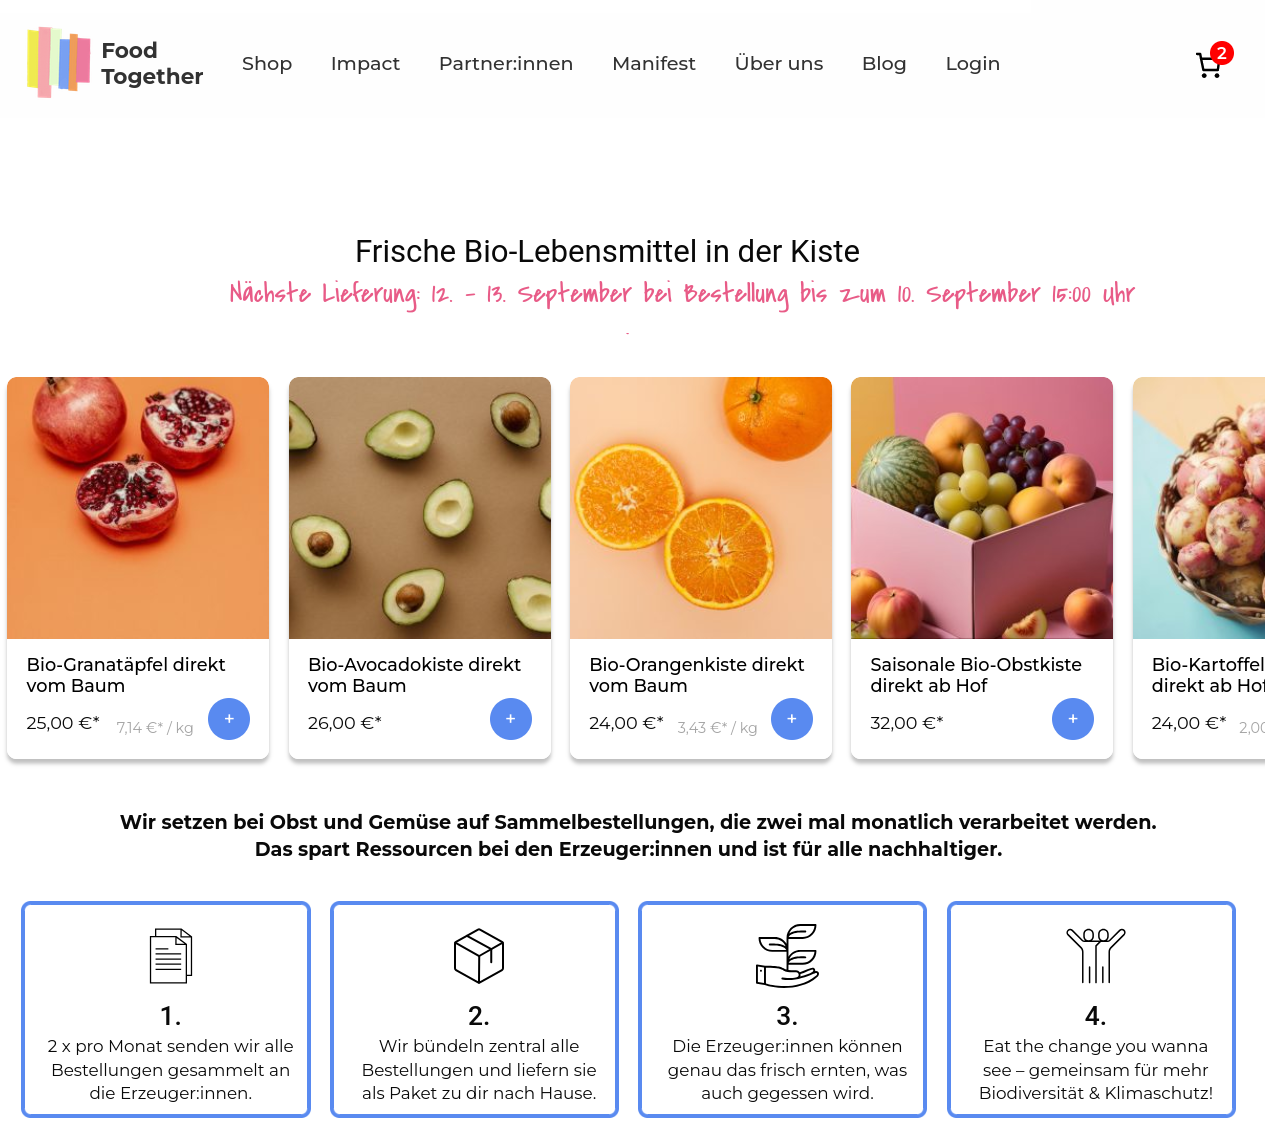 Food
Together
Shop Impact Partner:innen Manifest Über uns Blog Login
2
Frische Bio-Lebensmittel in der Kiste
Nächste Lieferung: 12. - 13. September bei Bestellung bis zum 10. September 15:00 Uhr
-
Bio-Granatäpfel direkt
vom Baum
25,00 €* 7,14 €* / kg
+
Bio-Avocadokiste direkt
vom Baum
26,00 €*
+
Bio-Orangenkiste direkt
vom Baum
24,00 €* 3,43 €* / kg
+
Saisonale Bio-Obstkiste
direkt ab Hof
32,00 €*
+
Bio-Kartoffel
direkt ab Hof
24,00 €* 2,00
Wir setzen bei Obst und Gemüse auf Sammelbestellungen, die zwei mal monatlich verarbeitet werden.
Das spart Ressourcen bei den Erzeuger:innen und ist für alle nachhaltiger.
1.
2 x pro Monat senden wir alle
Bestellungen gesammelt an
die Erzeuger:innen.
2.
Wir bündeln zentral alle
Bestellungen und liefern sie
als Paket zu dir nach Hause.
3.
Die Erzeuger:innen können
genau das frisch ernten, was
auch gegessen wird.
4.
Eat the change you wanna
see – gemeinsam für mehr
Biodiversität & Klimaschutz!